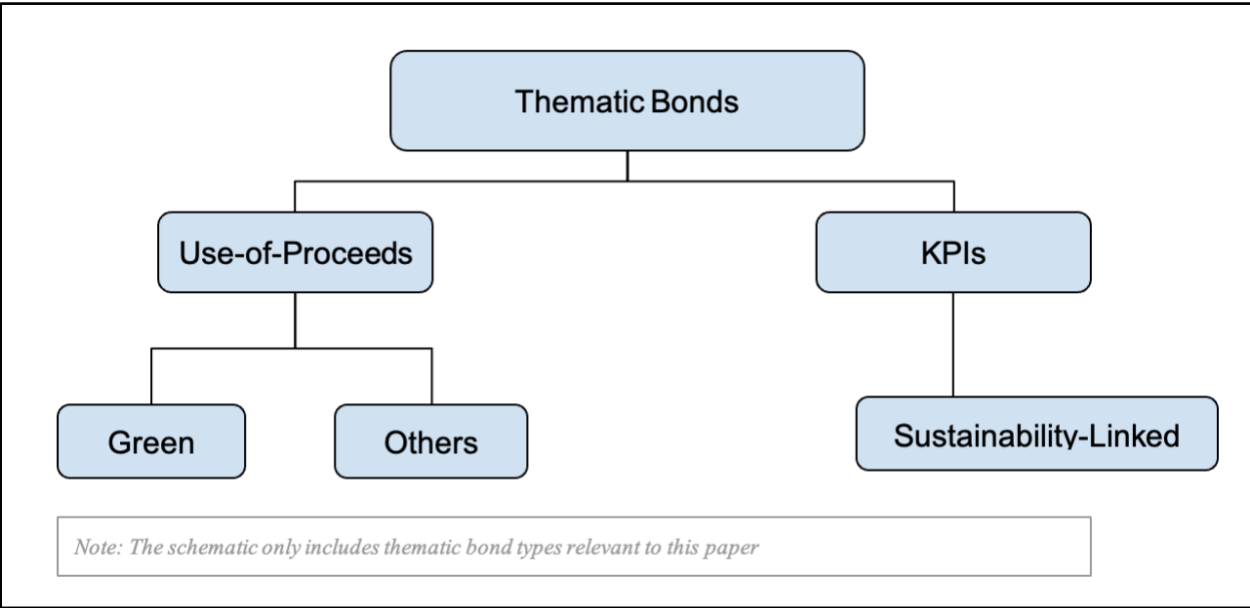 Thematic Bonds
Use-of-Proceeds
KPIs
Green
Others
Sustainability-Linked
Note: The schematic only includes thematic bond types relevant to this paper